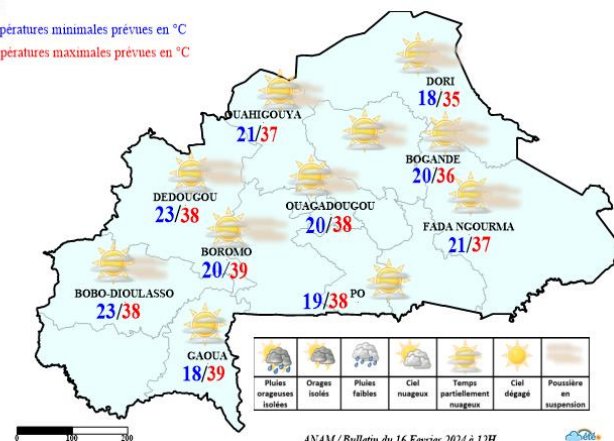 pératures minimales prévues en °C
pératures maximales prévues en °C
DORI
18/35
OUAHIGOUYA
21/37
BOGANDE
20/36
DEDOUGOU
23/38
OUAGADOUGOU
20/38
FADA NGOURMA
21/37
BOROMO
20/39
BOBO-DIOULASSO
23/38
19/38 PO
GAOUA
18/39
Pluies orageuses isolées
Orages isolés
Pluies faibles
Ciel nuageux
Temps partiellement nuageux
Ciel dégagé
Poussière en suspension
0 100 200
ANAM / Bulletin du 16 Fevrier 2024 à 12H